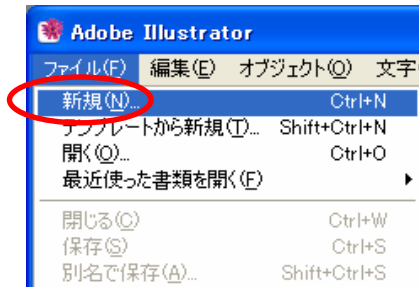 Adobe Illustrator
ファイル(F) 編集(E) オブジェクト(O) 文字(
新規(N)... Ctrl+N
テンプレートから新規(T)... Shift+Ctrl+N
開く(O)... Ctrl+O
最近使った書類を開く(F)
閉じる(C) Ctrl+W
保存(S) Ctrl+S
別名で保存(A)... Shift+Ctrl+S